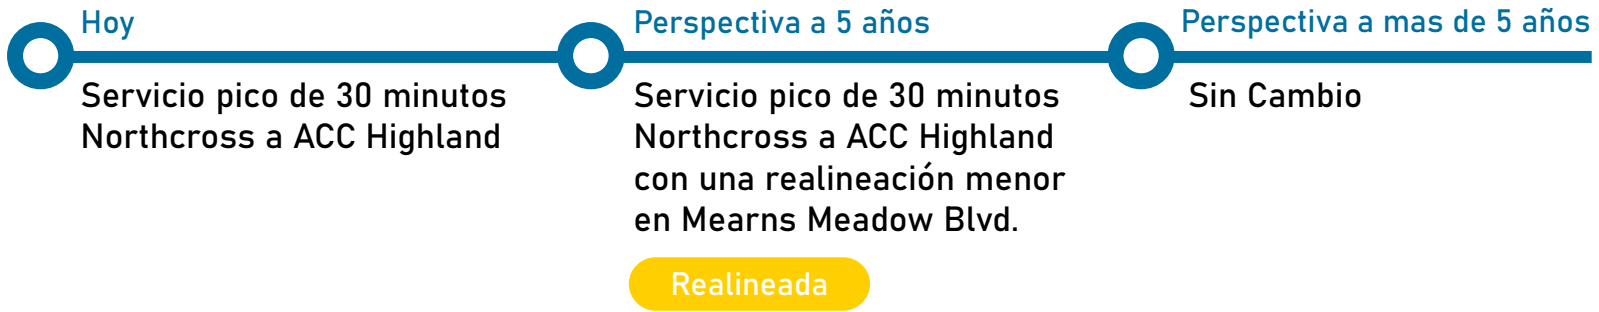 Hoy
Servicio pico de 30 minutos
Northcross a ACC Highland
Perspectiva a 5 años
Servicio pico de 30 minutos
Northcross a ACC Highland
con una realineación menor
en Mearns Meadow Blvd.
Realineada
Perspectiva a mas de 5 años
Sin Cambio